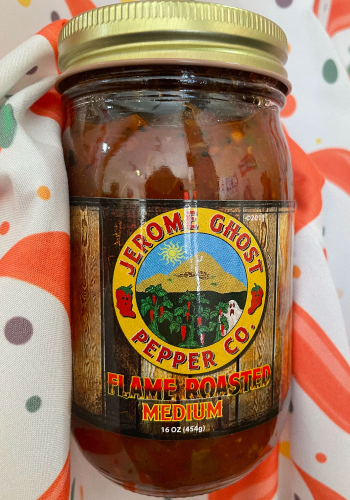 JEROME GHOST
PEPPER CO.
FLAME ROASTED
MEDIUM
16 OZ (454g)